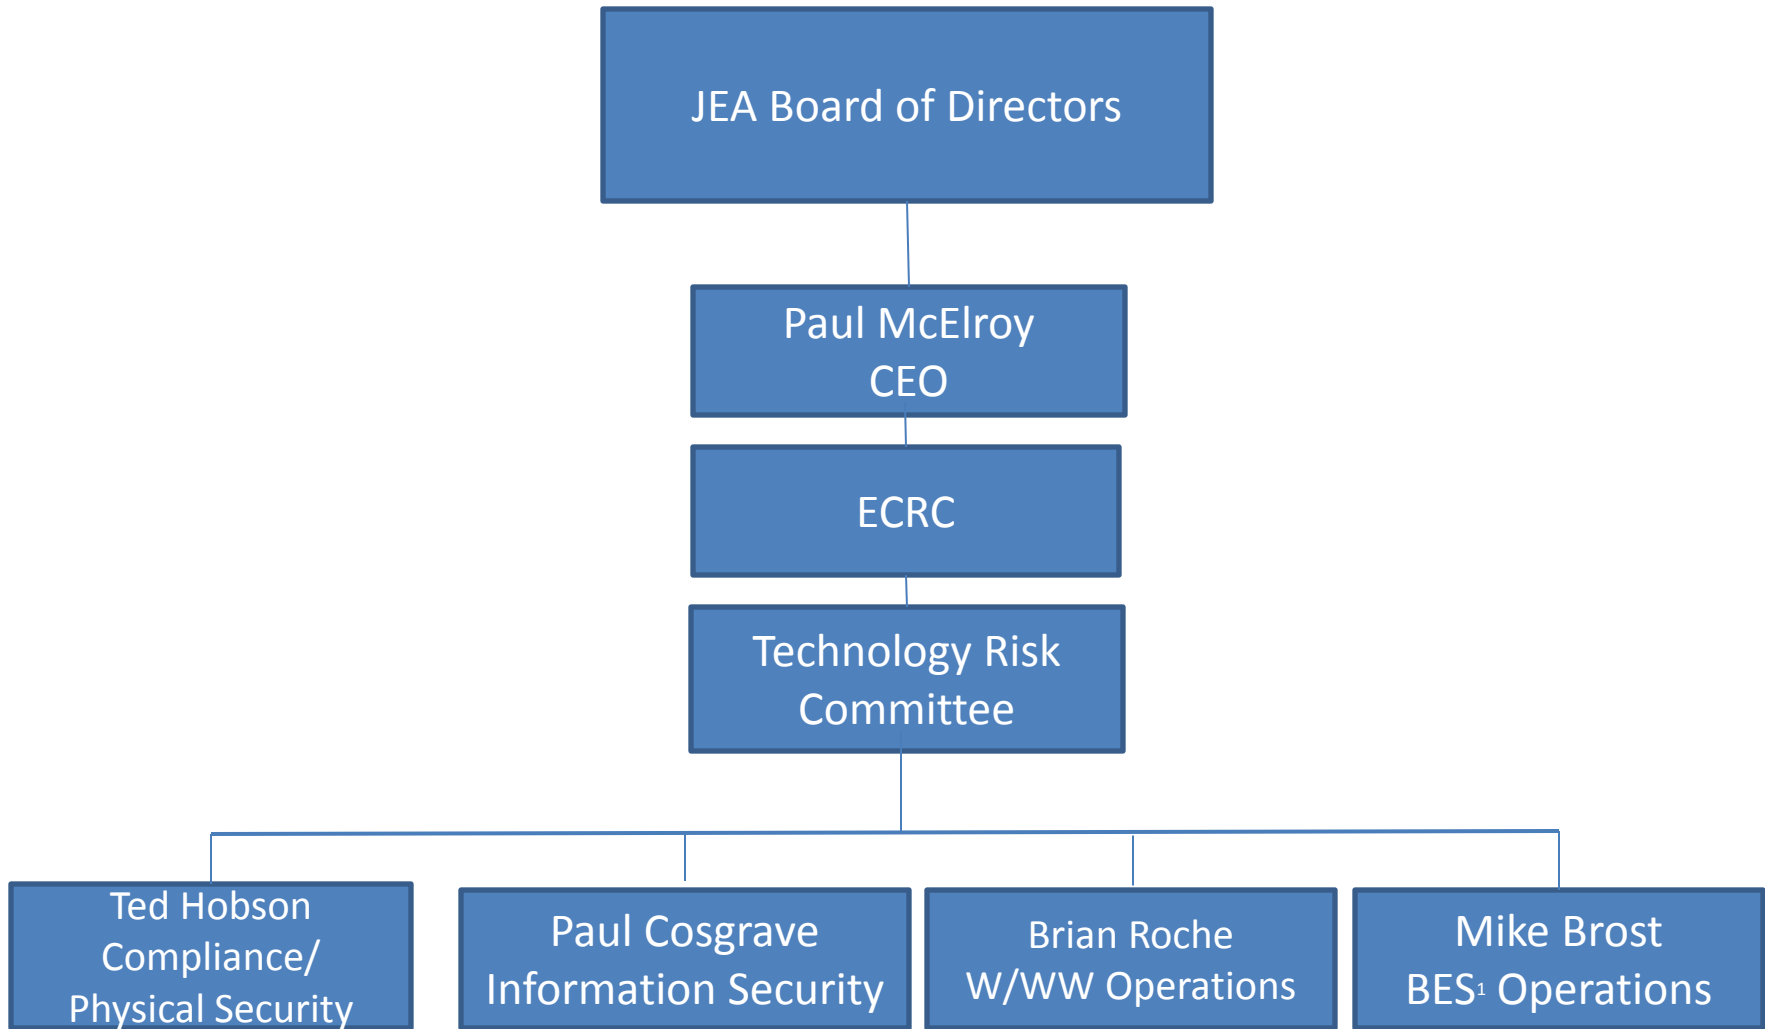 JEA Board of Directors
Paul McElroy
CEO
ECRC
Technology Risk
Committee
Ted Hobson
Compliance/
Physical Security
Paul Cosgrave
Information Security
Brian Roche
W/WW Operations
Mike Brost
BES¹ Operations